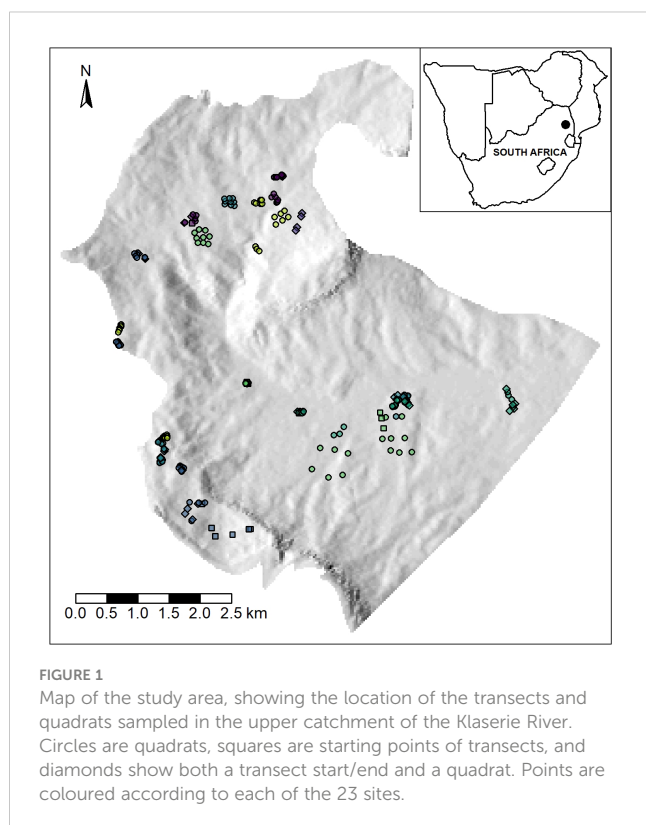 N
SOUTH AFRICA
0.0 0.5 1.0 1.5 2.0 2.5 km
FIGURE 1
Map of the study area, showing the location of the transects and
quadrats sampled in the upper catchment of the Klaserie River.
Circles are quadrats, squares are starting points of transects, and
diamonds show both a transect start/end and a quadrat. Points are
coloured according to each of the 23 sites.